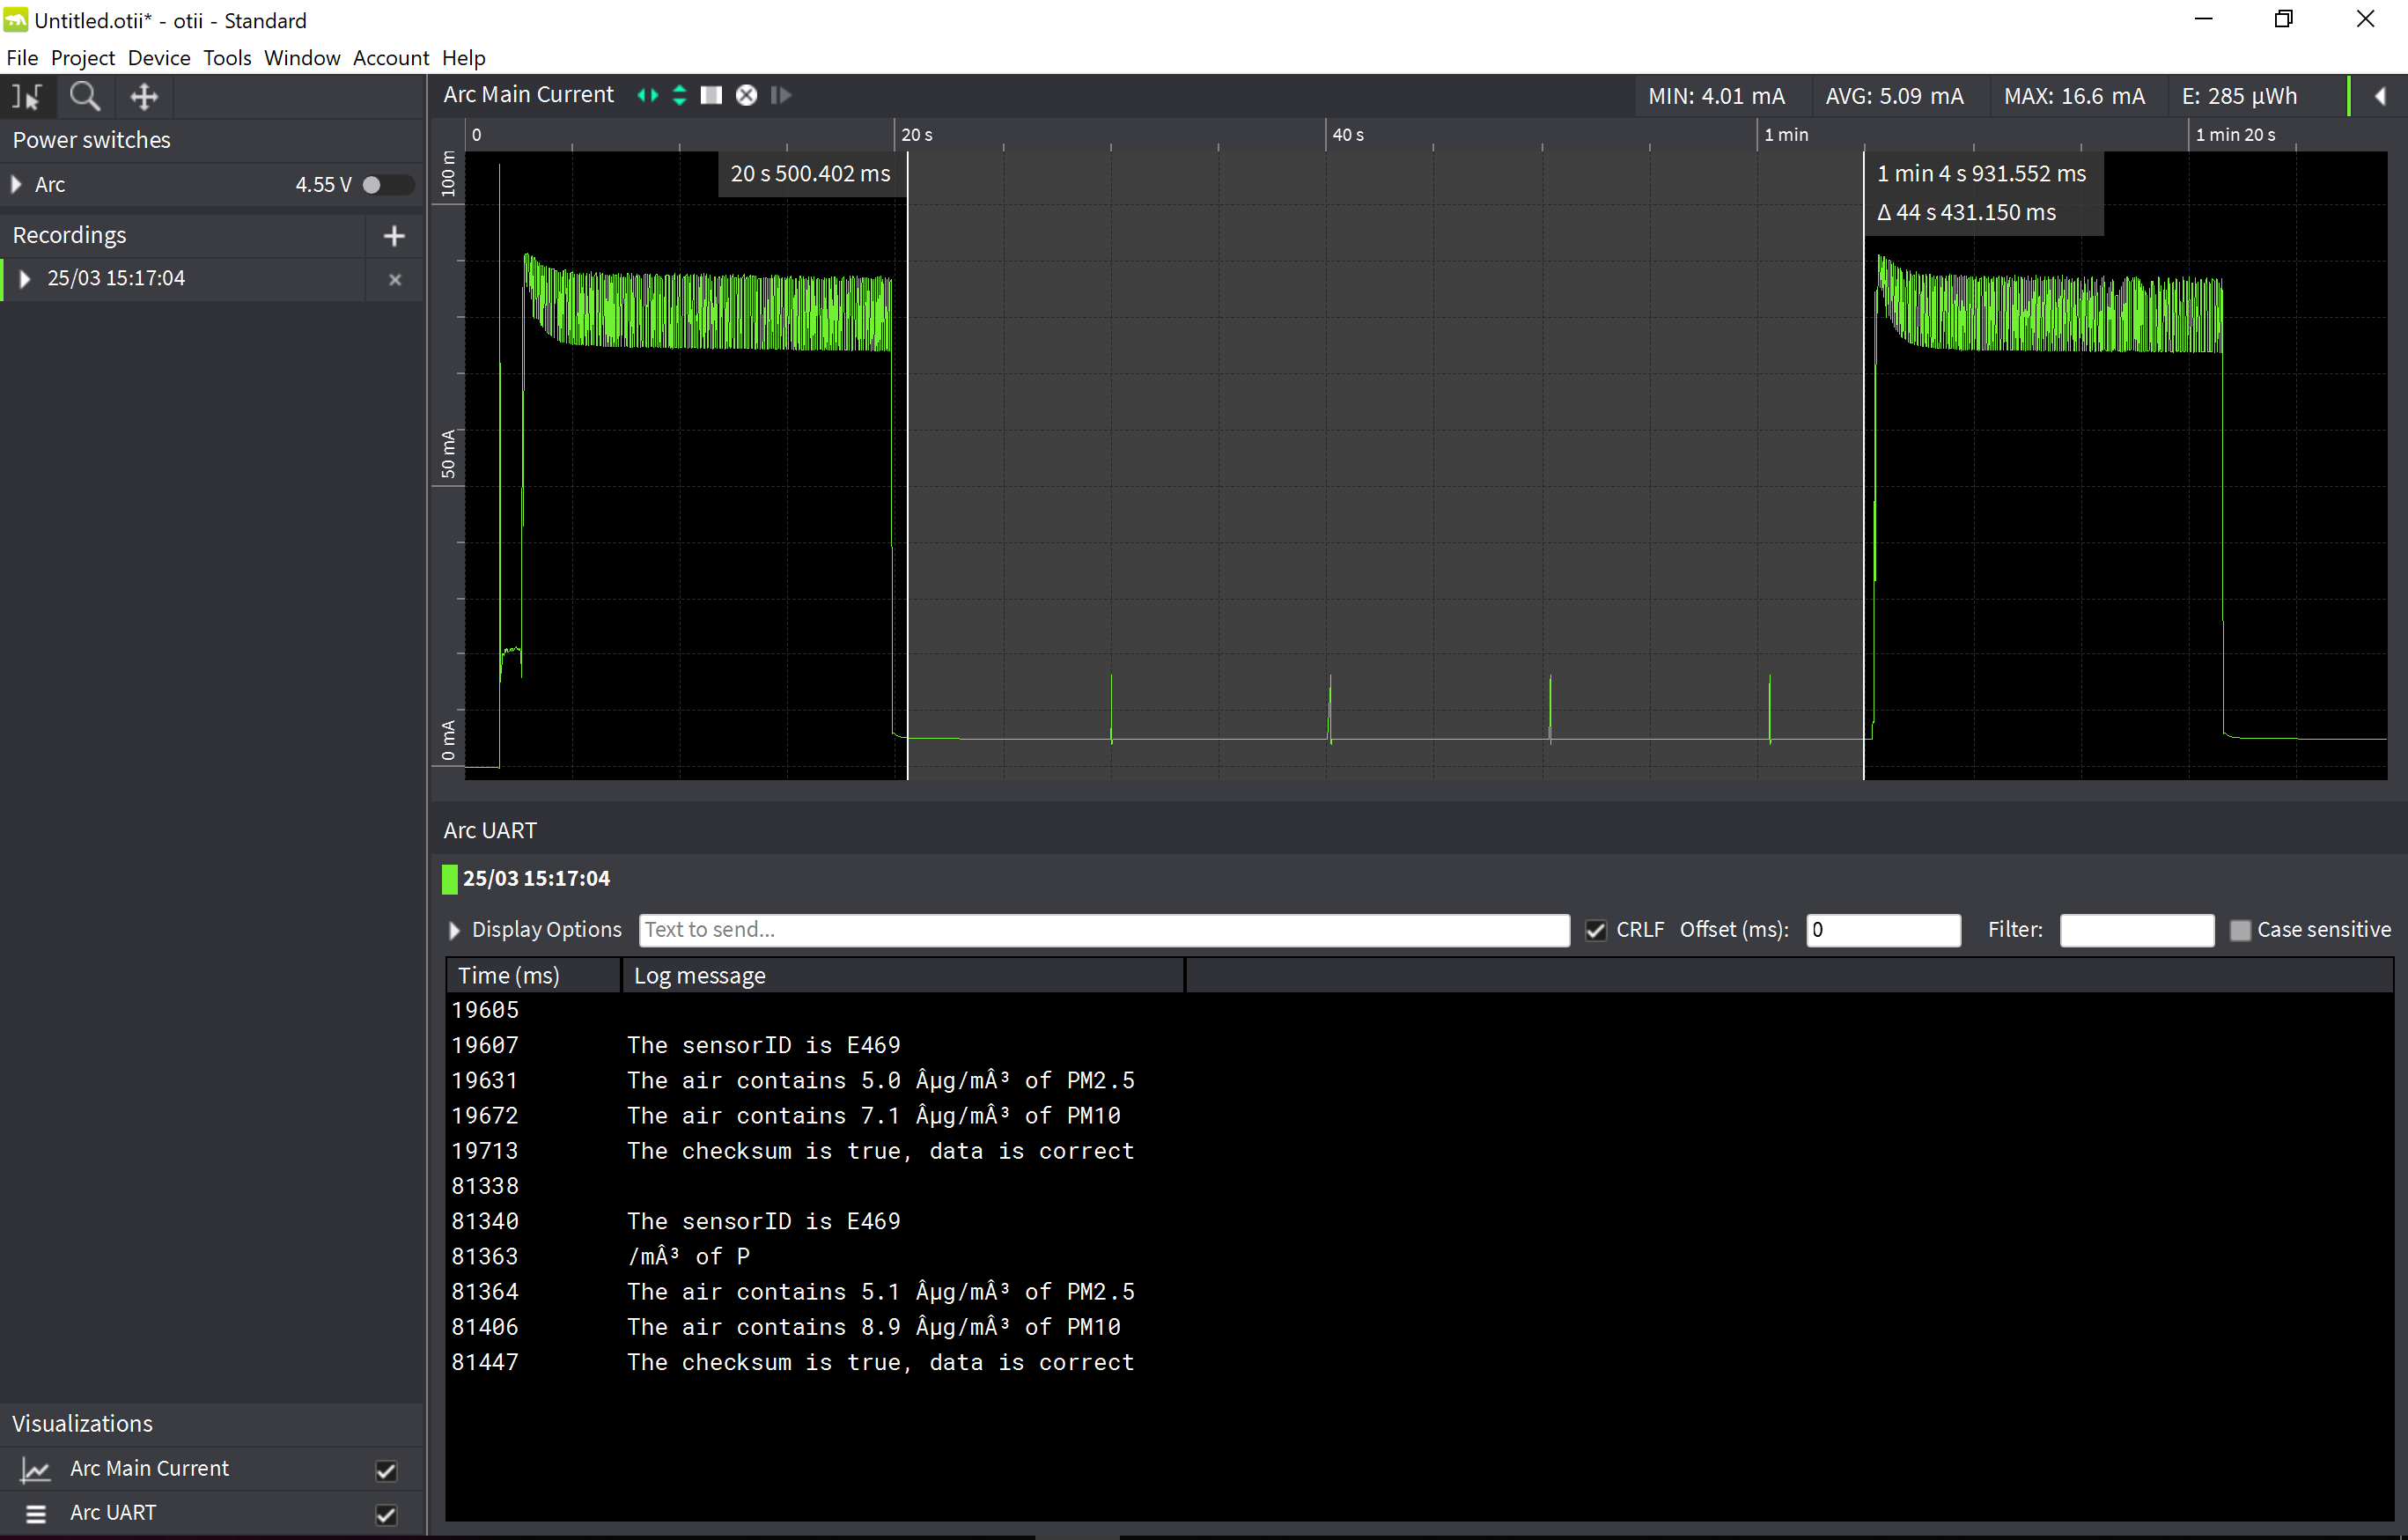 Untitled.otii* - otii - Standard
File Project Device Tools Window Account Help
Arc Main Current
MIN: 4.01 mA AVG: 5.09 mA MAX: 16.6 mA E: 285 µWh
Power switches
Arc 4.55 V
Recordings
25/03 15:17:04
0 20 s 40 s 1 min 1 min 20 s
100 m
50 mA
0 mA
20 s 500.402 ms
1 min 4 s 931.552 ms
Δ 44 s 431.150 ms
Arc UART
25/03 15:17:04
Display Options Text to send... CRLF Offset (ms): 0 Filter: Case sensitive
Time (ms) Log message
19605
19607 The sensorID is E469
19631 The air contains 5.0 Âµg/mÂ³ of PM2.5
19672 The air contains 7.1 Âµg/mÂ³ of PM10
19713 The checksum is true, data is correct
81338
81340 The sensorID is E469
81363 /mÂ³ of P
81364 The air contains 5.1 Âµg/mÂ³ of PM2.5
81406 The air contains 8.9 Âµg/mÂ³ of PM10
81447 The checksum is true, data is correct
Visualizations
Arc Main Current
Arc UART